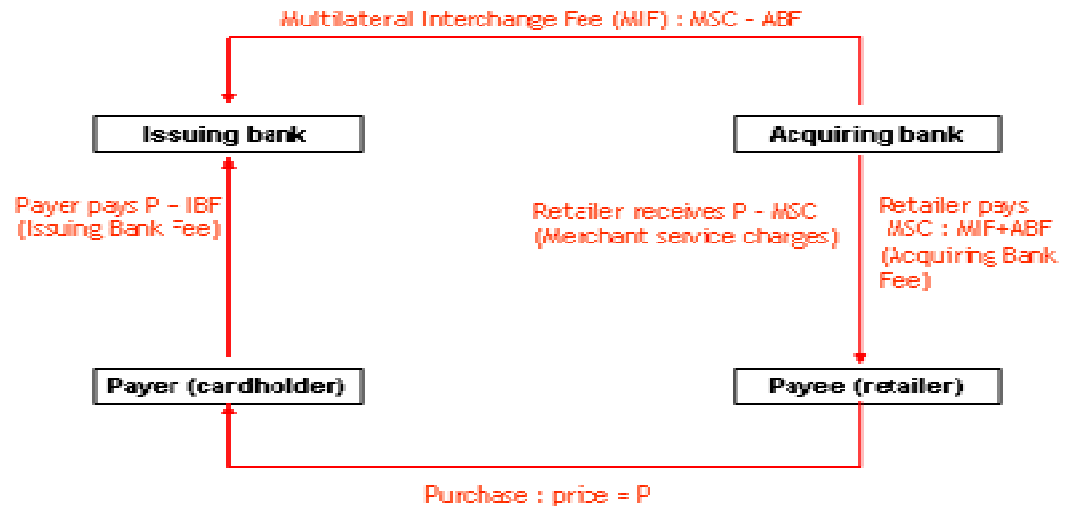 Multilateral Interchange Fee (MIF) : MSC - ABF
Issuing bank
Acquiring bank
Payer pays P - IBF
(Issuing Bank Fee)
Retailer receives P - MSC
(Merchant service charges)
Retailer pays
MSC : MIF+ABF
(Acquiring Bank
Fee)
Payer (cardholder)
Payee (retailer)
Purchase : price = P